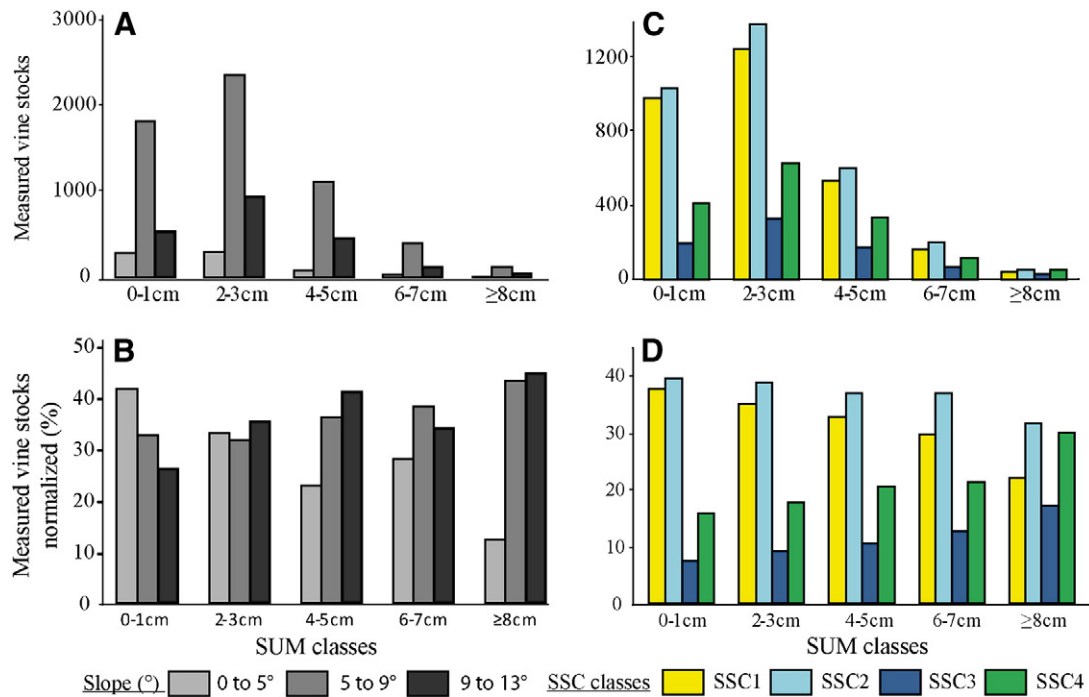 A
Measured vine stocks
3000
2000
1000
0
0-1cm 2-3cm 4-5cm 6-7cm ≥8cm
C
1200
800
400
0
0-1cm 2-3cm 4-5cm 6-7cm ≥8cm
B
Measured vine stocks
normalized (%)
50
40
30
20
10
0
0-1cm 2-3cm 4-5cm 6-7cm ≥8cm
SUM classes
D
40
30
20
10
0
0-1cm 2-3cm 4-5cm 6-7cm ≥8cm
SUM classes
Slope (°) 0 to 5° 5 to 9° 9 to 13° SSC classes SSC1 SSC2 SSC3 SSC4